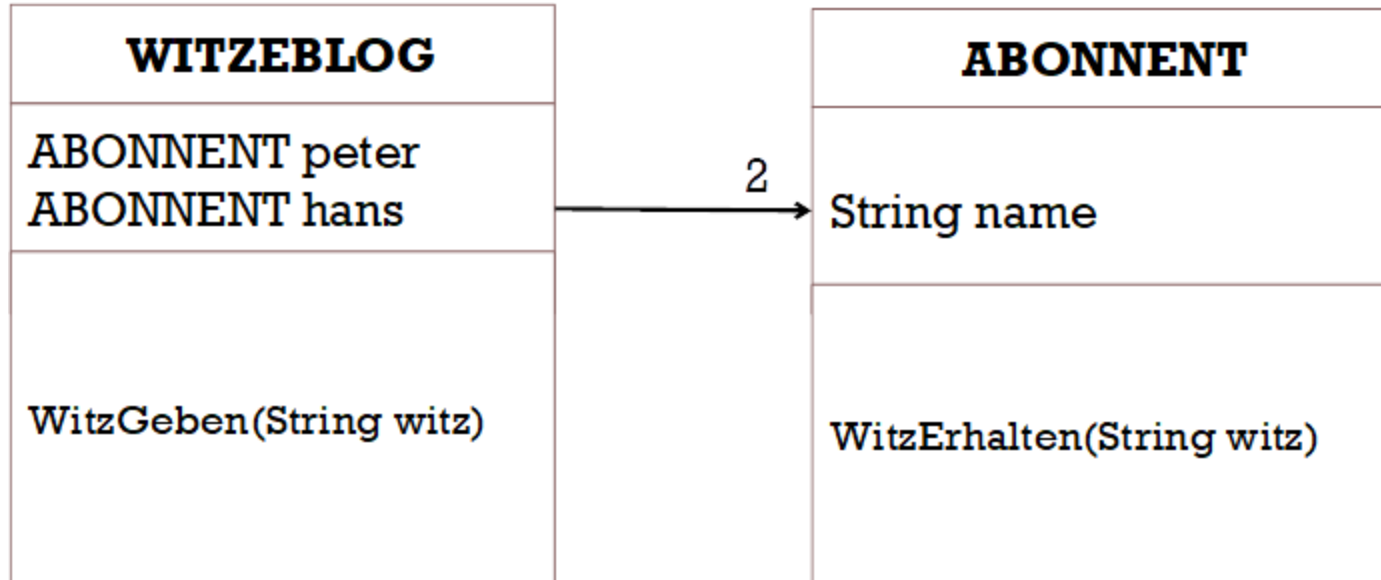 WITZEBLOG
ABONNENT peter
ABONNENT hans
WitzGeben(String witz)
2
ABONNENT
String name
WitzErhalten(String witz)